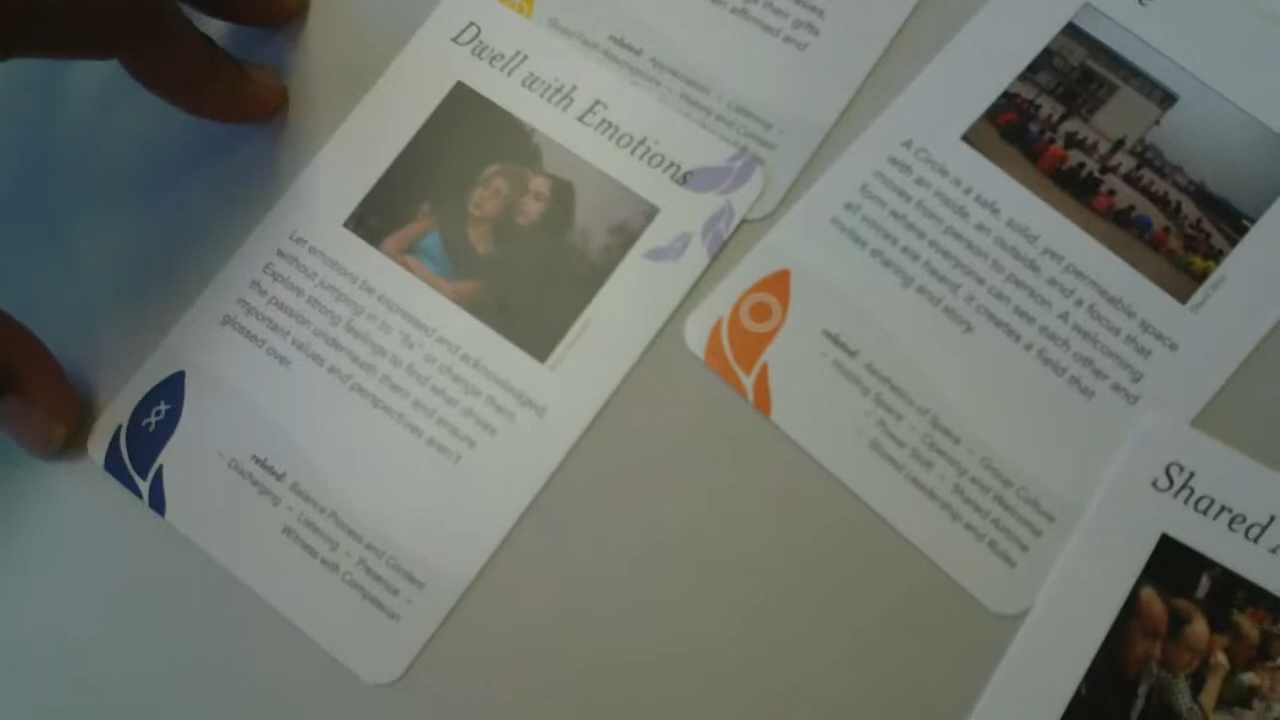 Dwell with Emotions
Let emotions be expressed and acknowledged,
without jumping in to "fix" or change them.
Explore strong feelings to find what drives
the passion underneath them and ensure
important values and perspectives aren't
glossed over.
related: Balance Process and Content
– Discharging – Listening – Presence –
Witness with Compassion
then gifts
affirmed and
related: Appreciation – Listening –
A Circle is a safe, solid, yet permeable space
with an inside, an outside, and a focus that
moves from person to person. A welcoming
form where everyone can see each other and
all voices are heard, it creates a field that
invites sharing and story.
related: Aesthetics of Space – Group Culture
– Holding Space – Opening and Welcome
– Power Shift – Shared Airtime
Shared Leadership and Roles
Shared